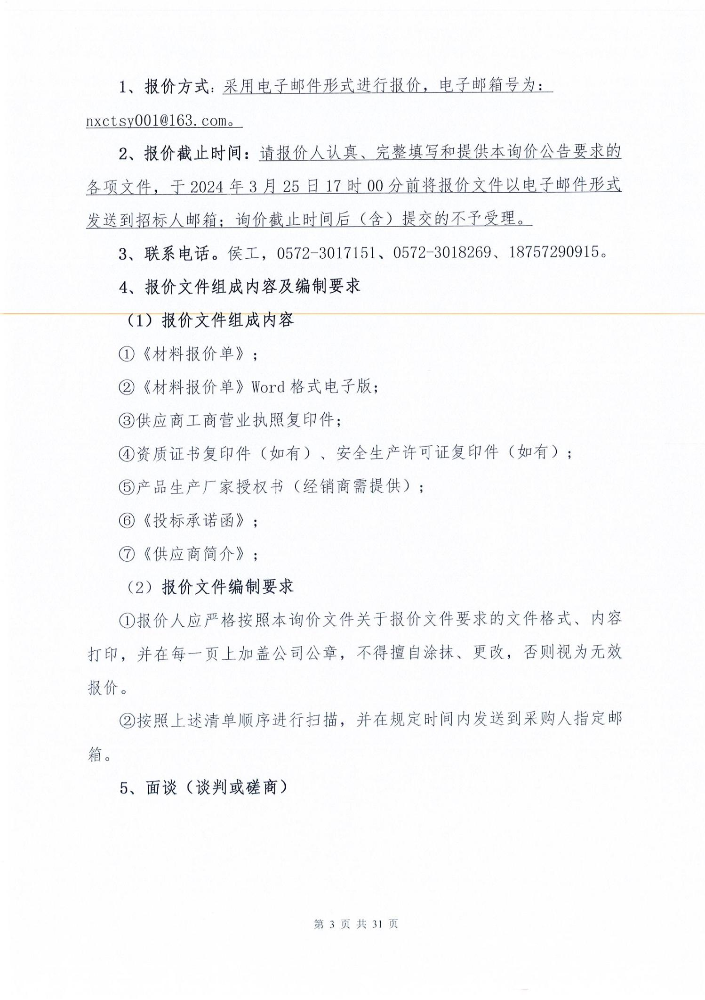 1、报价方式：采用电子邮件形式进行报价，电子邮箱号为：
nxctsy001@163.com。
2、报价截止时间：请报价人认真、完整填写和提供本询价公告要求的
各项文件，于 2024 年 3 月 25 日 17 时 00 分前将报价文件以电子邮件形式
发送到招标人邮箱；询价截止时间后（含）提交的不予受理。
3、联系电话。侯工，0572-3017151、0572-3018269、18757290915。
4、报价文件组成内容及编制要求
（1）报价文件组成内容
①《材料报价单》；
②《材料报价单》Word 格式电子版；
③供应商工商营业执照复印件；
④资质证书复印件（如有）、安全生产许可证复印件（如有）；
⑤产品生产厂家授权书（经销商需提供）；
⑥《投标承诺函》；
⑦《供应商简介》；
（2）报价文件编制要求
①报价人应严格按照本询价文件关于报价文件要求的文件格式、内容
打印，并在每一页上加盖公司公章，不得擅自涂抹、更改，否则视为无效
报价。
②按照上述清单顺序进行扫描，并在规定时间内发送到采购人指定邮
箱。
5、面谈（谈判或磋商）
第 3 页 共 31 页